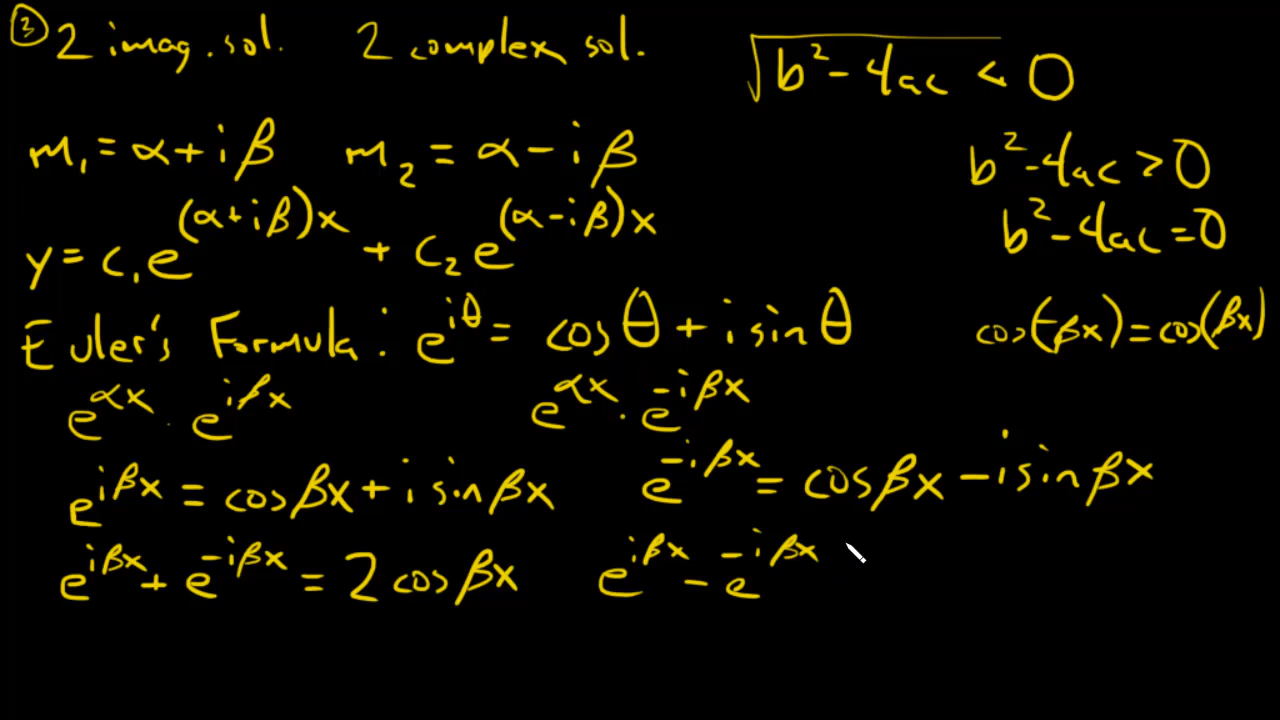 ③ 2 imag. sol. 2 complex sol. √b² - 4ac < 0
m₁ = α + iβ m₂ = α - iβ
b² - 4ac > 0
b² - 4ac = 0
y = c₁e^(α+iβ)x + c₂e^(α-iβ)x
Euler's Formula: e^iθ = cos θ + i sin θ
cos(-βx) = cos(βx)
e^αx · e^iβx e^αx · e^-iβx
e^iβx = cos βx + i sin βx e^-iβx = cos βx - i sin βx
e^iβx + e^-iβx = 2 cos βx e^iβx - e^-iβx